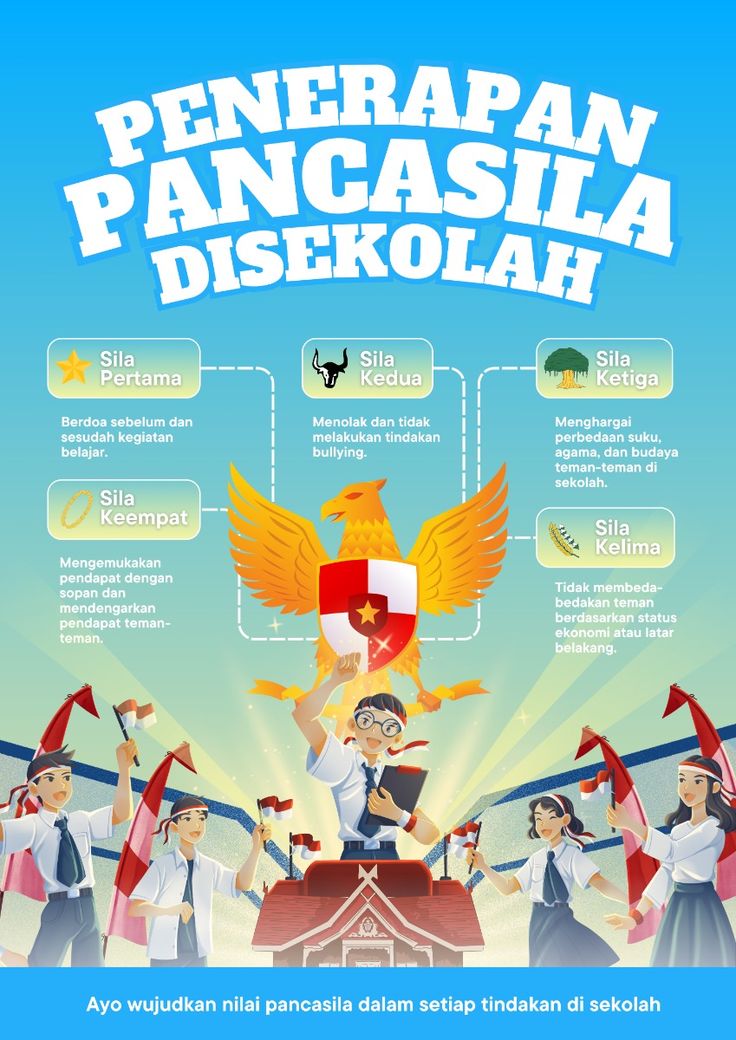 PENERAPAN
PANCASILA
DISEKOLAH
Sila
Pertama
Berdoa sebelum dan
sesudah kegiatan
belajar.
Sila
Kedua
Menolak dan tidak
melakukan tindakan
bullying.
Sila
Ketiga
Menghargai
perbedaan suku,
agama, dan budaya
teman-teman di
sekolah.
Sila
Keempat
Mengemukakan
pendapat dengan
sopan dan
mendengarkan
pendapat teman-
teman.
Sila
Kelima
Tidak membeda-
bedakan teman
berdasarkan status
ekonomi atau latar
belakang.
Ayo wujudkan nilai pancasila dalam setiap tindakan di sekolah